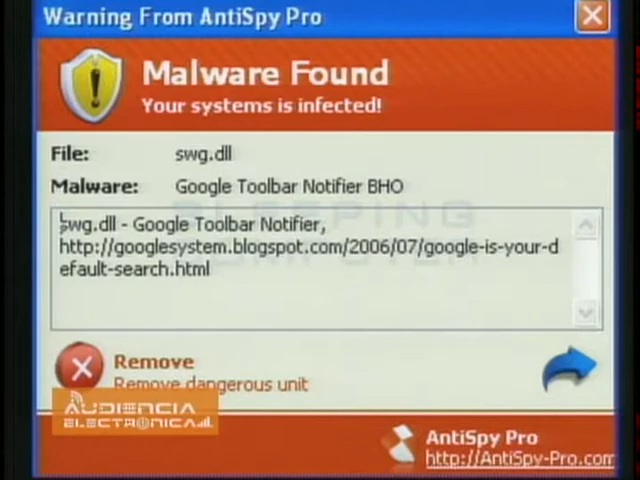 Warning From AntiSpy Pro
Malware Found
Your systems is infected!
File: swg.dll
Malware: Google Toolbar Notifier BHO
swg.dll - Google Toolbar Notifier,
http://googlesystem.blogspot.com/2006/07/google-is-your-d
efault-search.html
SLEEPING
COMPUTER
Remove
Remove dangerous unit
AUDIENCIA
ELECTRONICA
AntiSpy Pro
http://AntiSpy-Pro.com